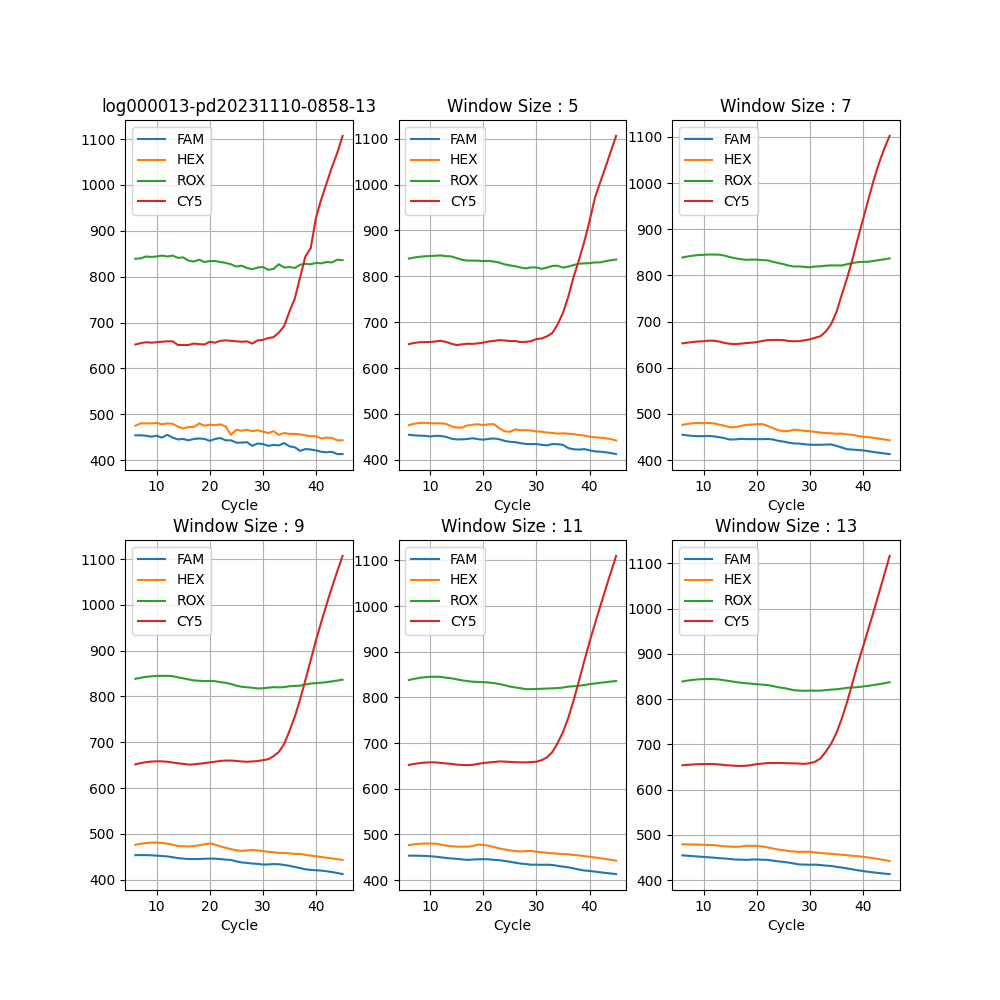 log000013-pd20231110-0858-13
1100
1000
900
800
700
600
500
400
FAM
HEX
ROX
CY5
10 20 30 40
Cycle
Window Size : 5
1100
1000
900
800
700
600
500
400
FAM
HEX
ROX
CY5
10 20 30 40
Cycle
Window Size : 7
1100
1000
900
800
700
600
500
400
FAM
HEX
ROX
CY5
10 20 30 40
Cycle
Window Size : 9
1100
1000
900
800
700
600
500
400
FAM
HEX
ROX
CY5
10 20 30 40
Cycle
Window Size : 11
1100
1000
900
800
700
600
500
400
FAM
HEX
ROX
CY5
10 20 30 40
Cycle
Window Size : 13
1100
1000
900
800
700
600
500
400
FAM
HEX
ROX
CY5
10 20 30 40
Cycle